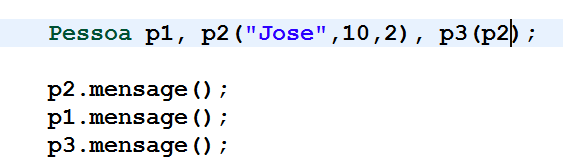 Pessoa p1, p2("Jose",10,2), p3(p2);
p2.mensage();
p1.mensage();
p3.mensage();